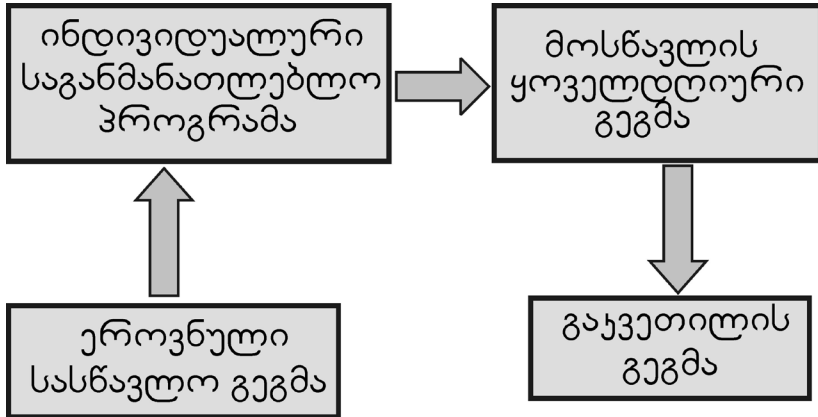 ინდივიდუალური
საგანმანათლებლო
პროგრამა
მოსწავლის
ყოველდღიური
გეგმა
ეროვნული
სასწავლო გეგმა
გაკვეთილის
გეგმა